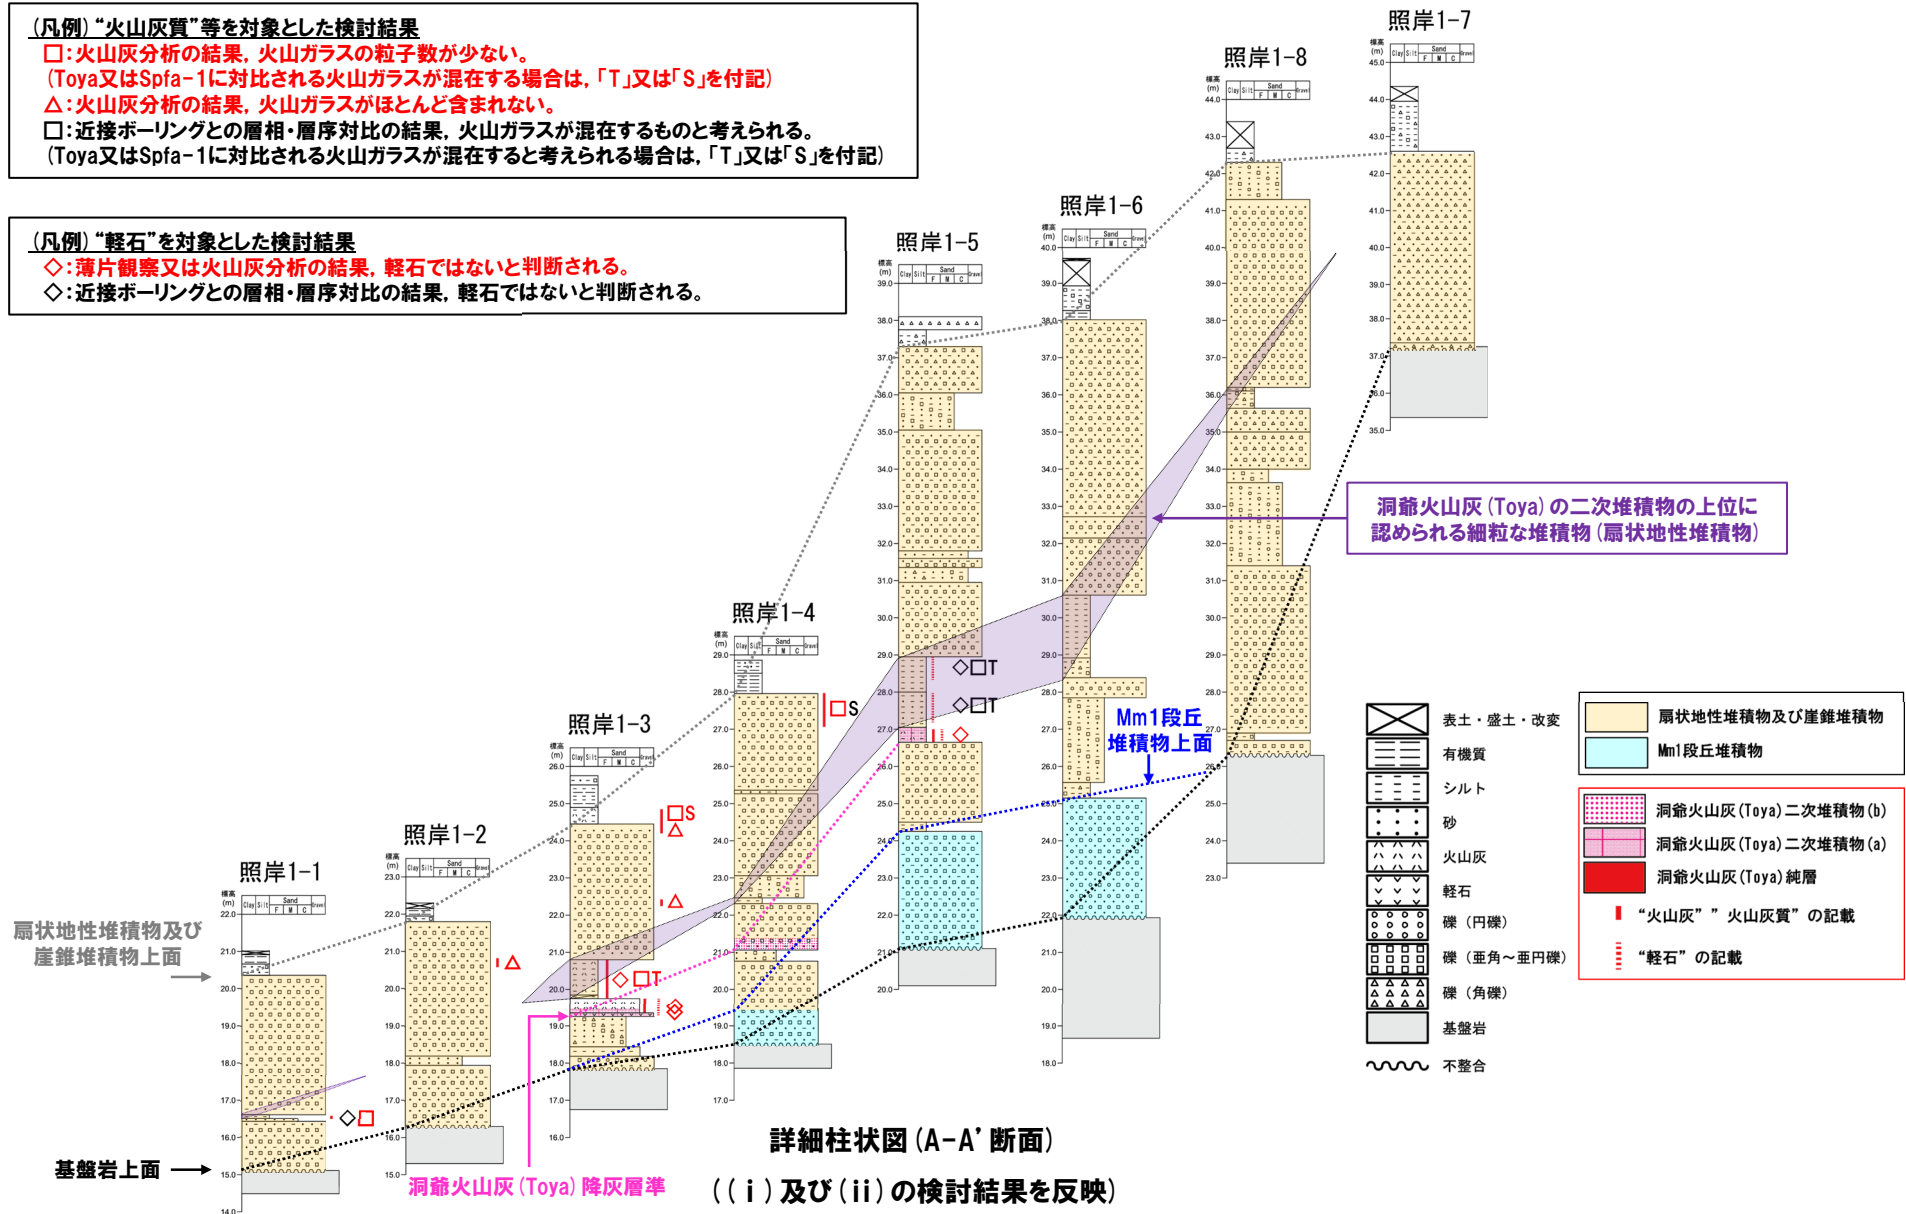 (凡例)“火山灰質”等を対象とした検討結果
□:火山灰分析の結果,火山ガラスの粒子数が少ない。
(Toya又はSpfa-1に対比される火山ガラスが混在する場合は,「T」又は「S」を付記)
△:火山灰分析の結果,火山ガラスがほとんど含まれない。
□:近接ボーリングとの層相・層序対比の結果,火山ガラスが混在するものと考えられる。
(Toya又はSpfa-1に対比される火山ガラスが混在すると考えられる場合は,「T」又は「S」を付記)
(凡例)“軽石”を対象とした検討結果
◇:薄片観察又は火山灰分析の結果,軽石ではないと判断される。
◇:近接ボーリングとの層相・層序対比の結果,軽石ではないと判断される。
照岸1-1
照岸1-2
照岸1-3
照岸1-4
照岸1-5
照岸1-6
照岸1-8
照岸1-7
標高
(m)
Clay Silt Sand Gravel
F M C
□S
△
□S
△
△
◇□T
◇□T
◇□T
◇
◇□
洞爺火山灰(Toya)の二次堆積物の上位に
認められる細粒な堆積物(扇状地性堆積物)
Mm1段丘
堆積物上面
扇状地性堆積物及び
崖錐堆積物上面
基盤岩上面
洞爺火山灰(Toya)降灰層準
詳細柱状図(A-A’断面)
((ⅰ)及び(ⅱ)の検討結果を反映)
表土・盛土・改変
有機質
シルト
砂
火山灰
軽石
礫(円礫)
礫(亜角~亜円礫)
礫(角礫)
基盤岩
不整合
扇状地性堆積物及び崖錐堆積物
Mm1段丘堆積物
洞爺火山灰(Toya)二次堆積物(b)
洞爺火山灰(Toya)二次堆積物(a)
洞爺火山灰(Toya)純層
“火山灰”“火山灰質”の記載
“軽石”の記載